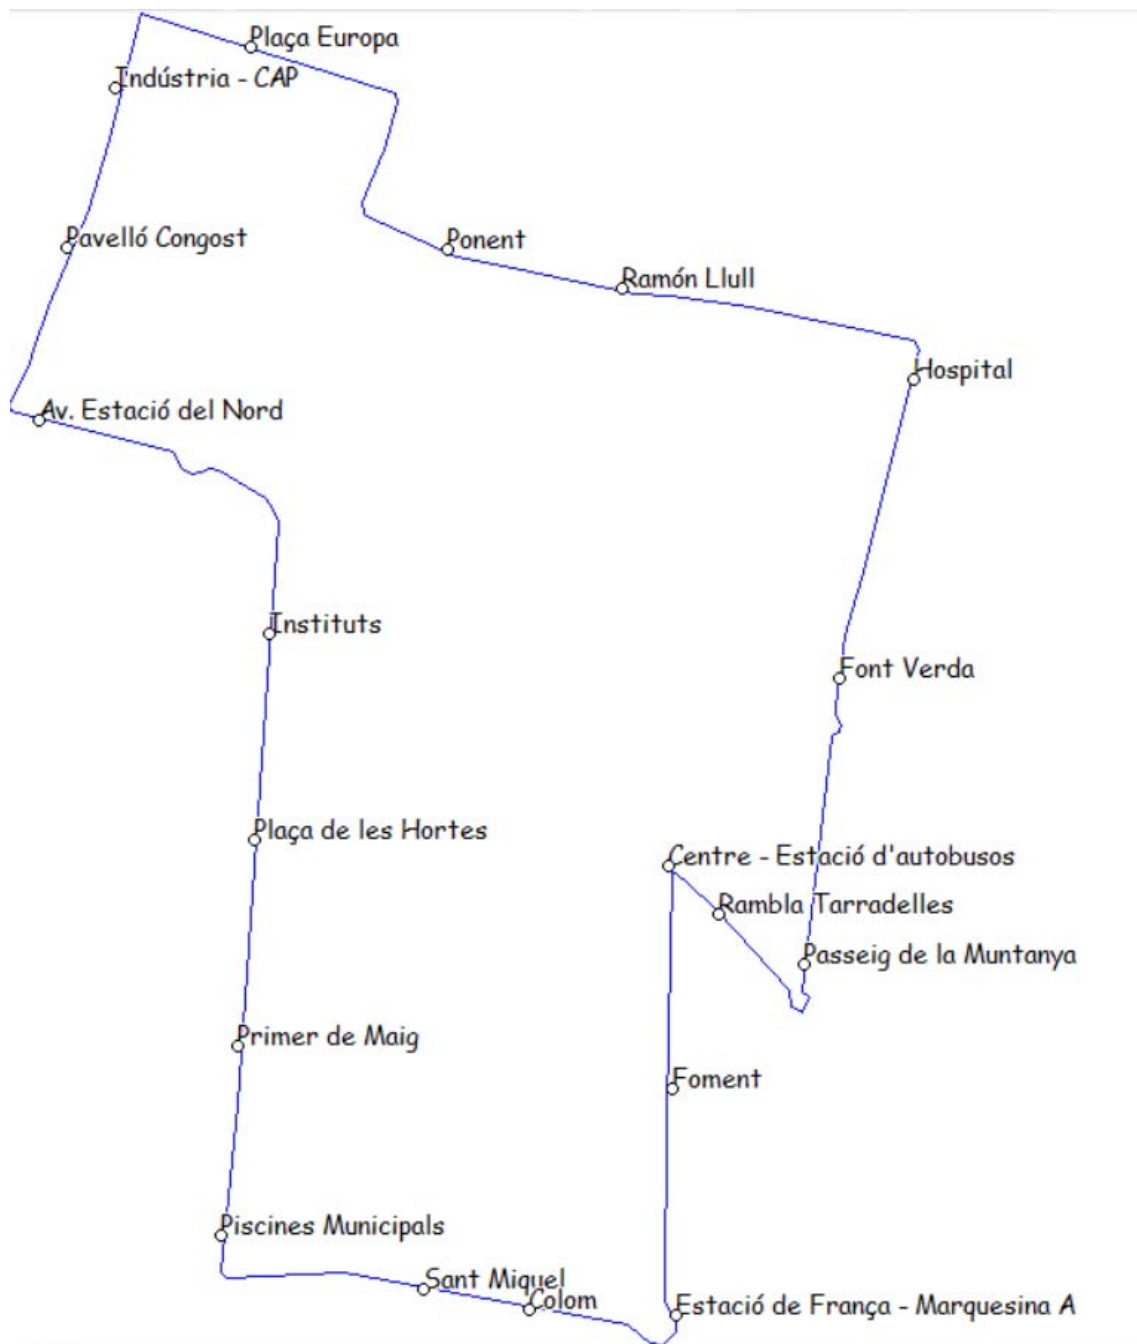 Plaça Europa
Indústria - CAP
Pavelló Congost
Ponent
Ramón Llull
Hospital
Av. Estació del Nord
Instituts
Font Verda
Plaça de les Hortes
Centre - Estació d'autobusos
Rambla Tarradelles
Passeig de la Muntanya
Primer de Maig
Foment
Piscines Municipals
Sant Miquel
Colom
Estació de França - Marquesina A